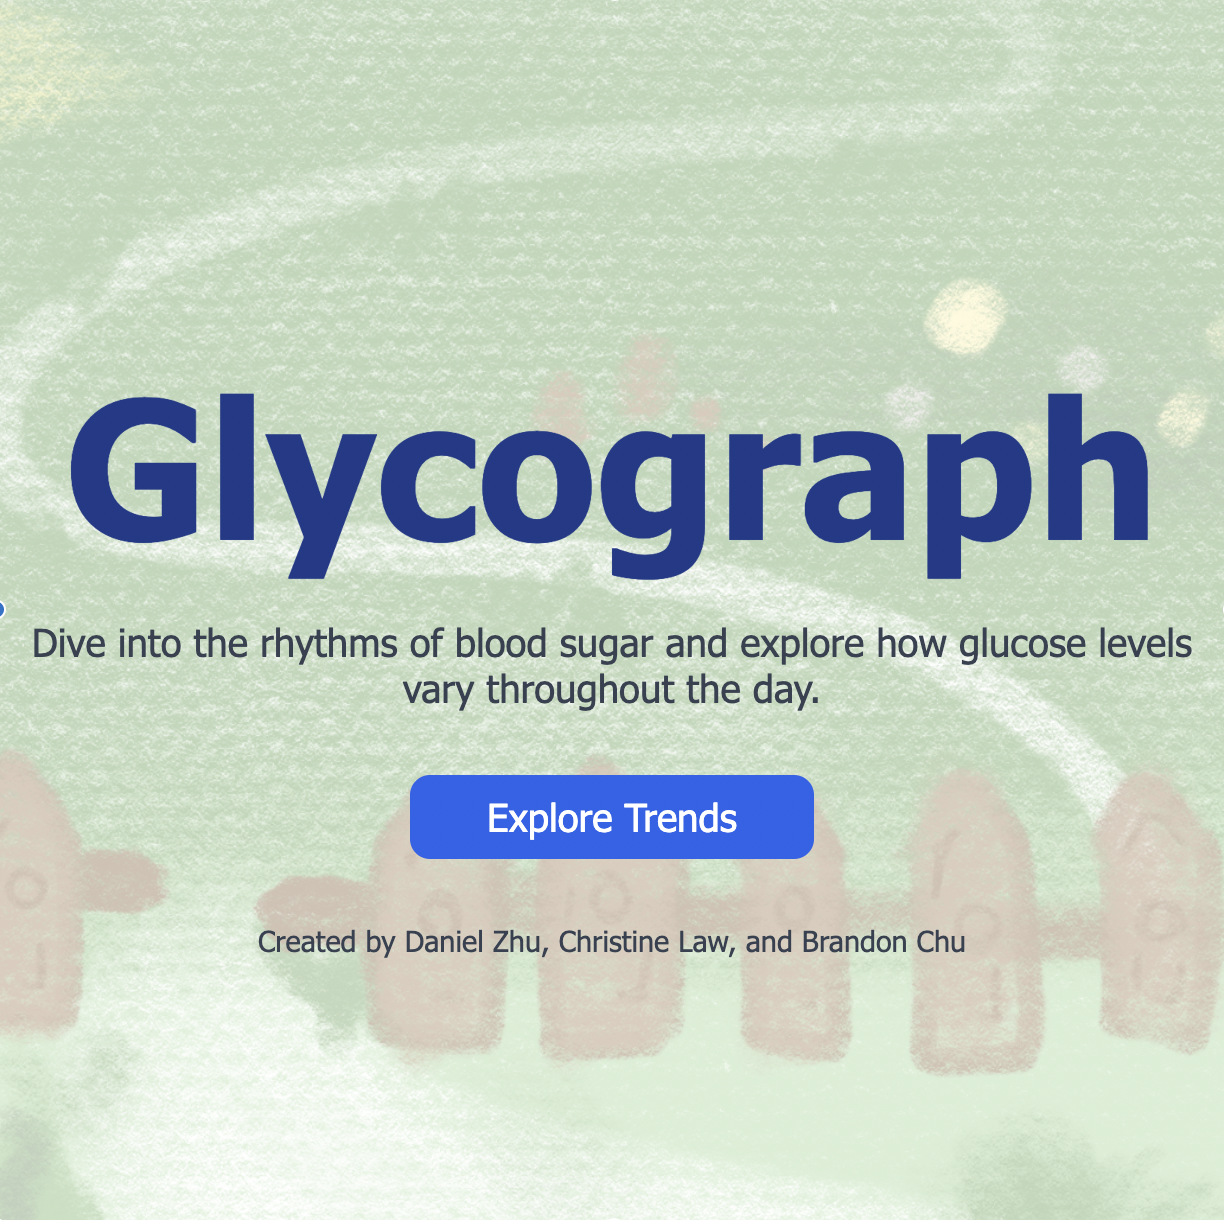 Glycograph
Dive into the rhythms of blood sugar and explore how glucose levels
vary throughout the day.
Explore Trends
Created by Daniel Zhu, Christine Law, and Brandon Chu